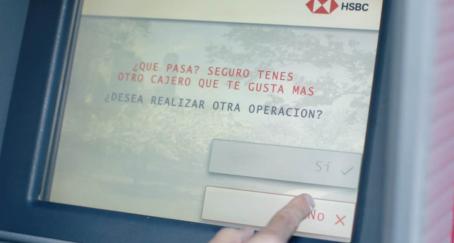 HSBC
¿QUE PASA? SEGURO TENES
OTRO CAJERO QUE TE GUSTA MAS
¿DESEA REALIZAR OTRA OPERACION?
Sí
No